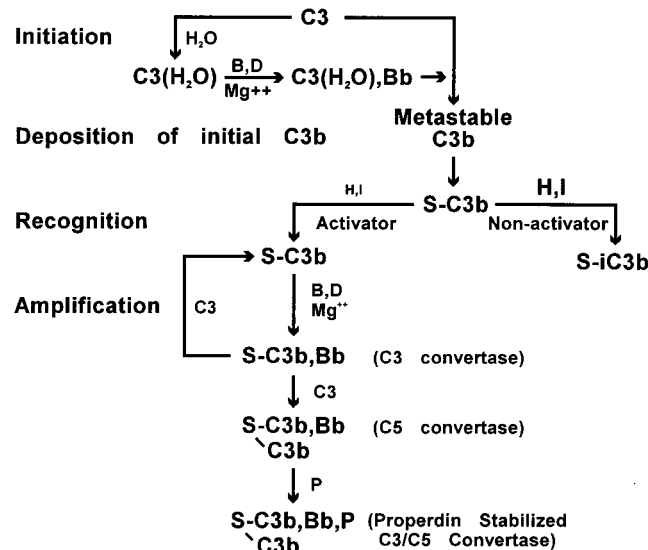 C3
Initiation
H₂O
B,D
C3(H₂O)
C3(H₂O),Bb
Mg++
Metastable
C3b
Deposition of initial C3b
H,I
H,I
S-C3b
Recognition
Activator
Non-activator
S-C3b
S-iC3b
B,D
Amplification
C3
Mg⁺⁺
S-C3b,Bb (C3 convertase)
C3
S-C3b,Bb (C5 convertase)
C3b
P
S-C3b,Bb,P (Properdin Stabilized
C3b C3/C5 Convertase)